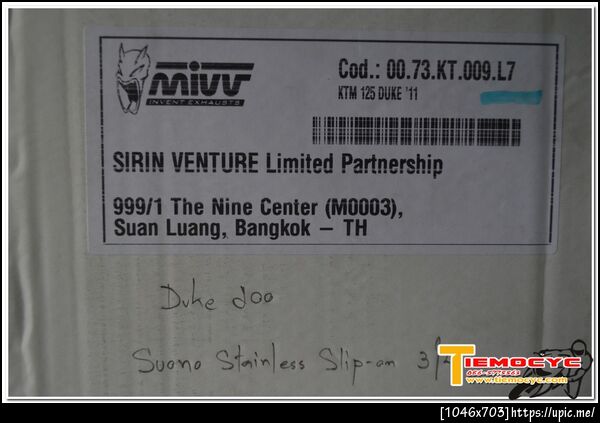 mivv
INVENT EXHAUSTS
Cod.: 00.73.KT.009.L7
KTM 125 DUKE '11
SIRIN VENTURE Limited Partnership
999/1 The Nine Center (M0003),
Suan Luang, Bangkok – TH
Duke 200
Suono Stainless Slip-on 3/
TIEMOCYC
www.tiemocyc.com
[1046x703]https://upic.me/